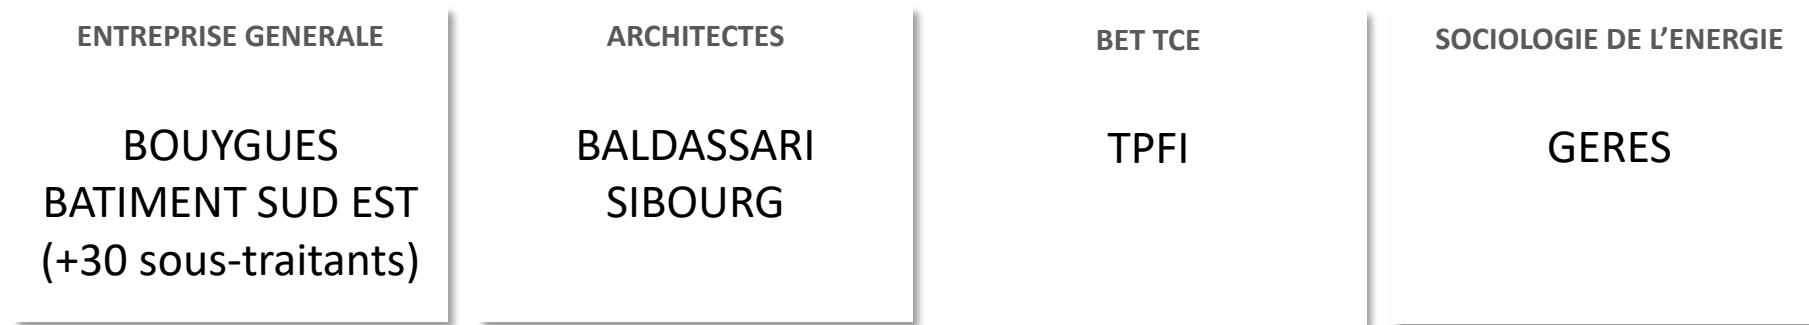 ENTREPRISE GENERALE
BOUYGUES
BATIMENT SUD EST
(+30 sous-traitants)
ARCHITECTES
BALDASSARI
SIBOURG
BET TCE
TPFI
SOCIOLOGIE DE L’ENERGIE
GERES